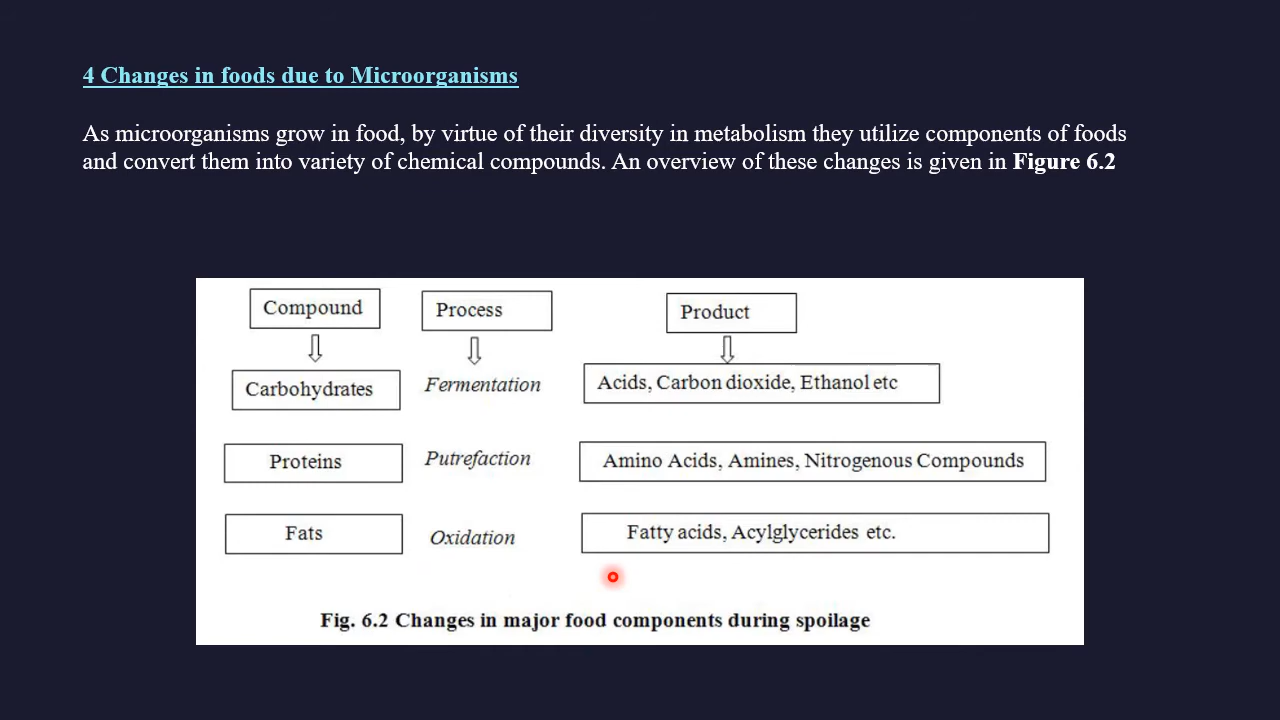 4 Changes in foods due to Microorganisms
As microorganisms grow in food, by virtue of their diversity in metabolism they utilize components of foods
and convert them into variety of chemical compounds. An overview of these changes is given in Figure 6.2
Compound Process Product
Carbohydrates Fermentation Acids, Carbon dioxide, Ethanol etc
Proteins Putrefaction Amino Acids, Amines, Nitrogenous Compounds
Fats Oxidation Fatty acids, Acylglycerides etc.
Fig. 6.2 Changes in major food components during spoilage